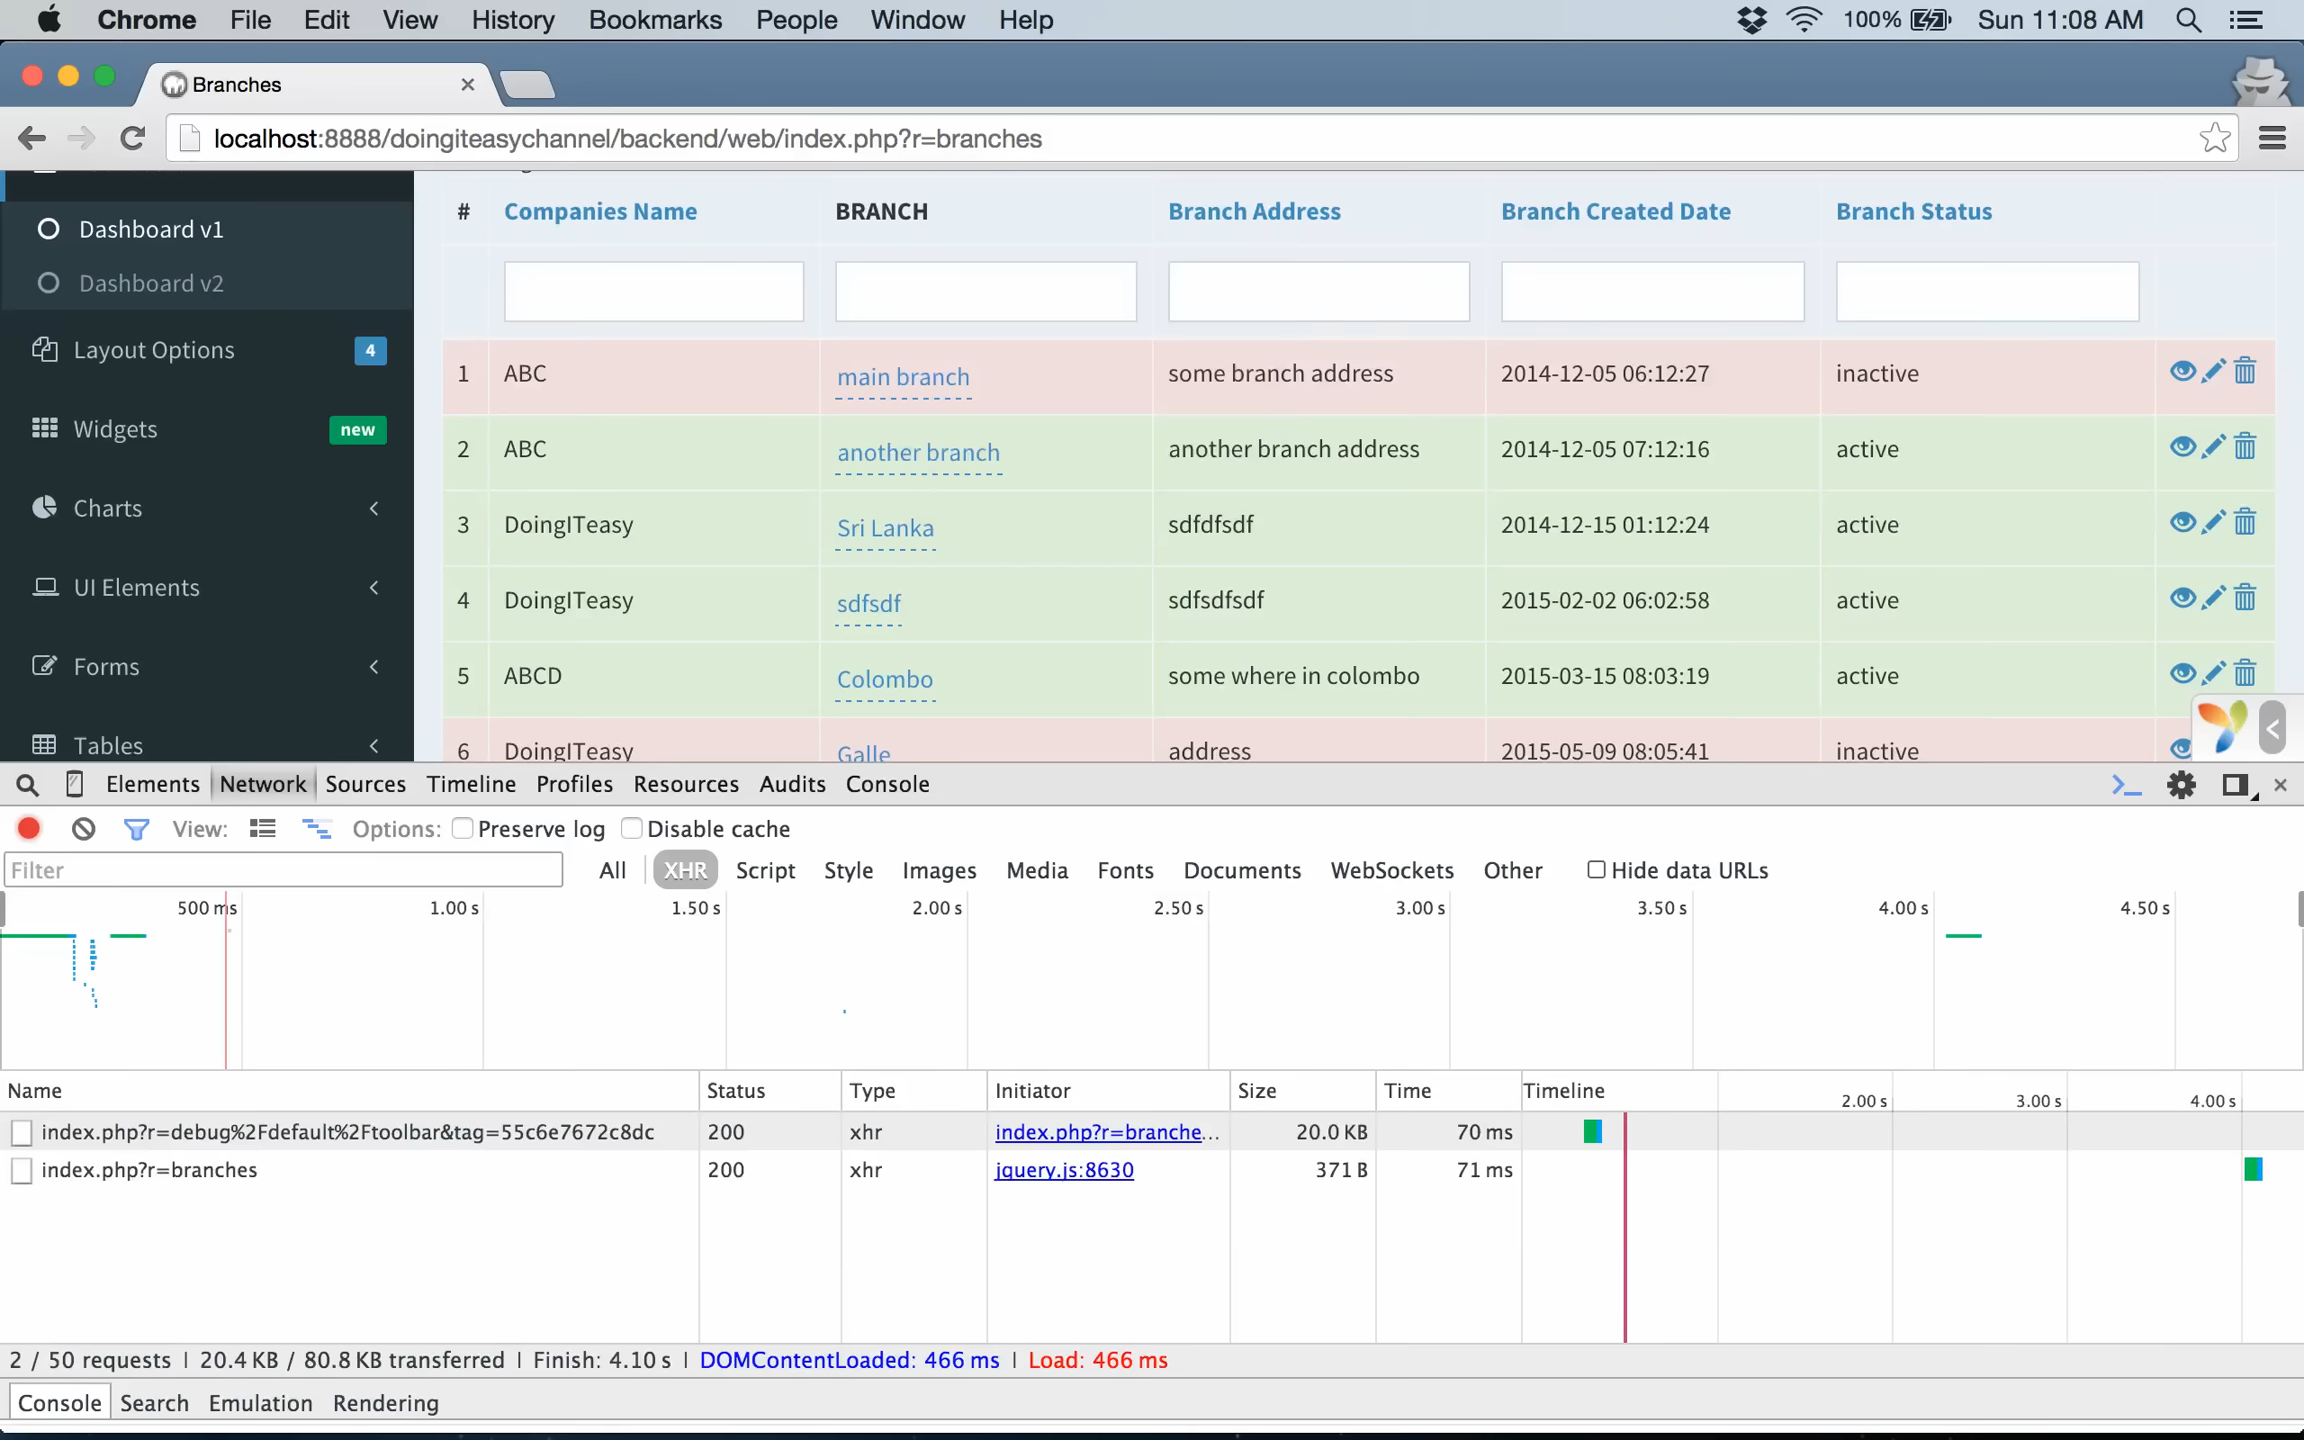 Chrome File Edit View History Bookmarks People Window Help 100% Sun 11:08 AM
Branches
localhost:8888/doingiteasychannel/backend/web/index.php?r=branches
# Companies Name BRANCH Branch Address Branch Created Date Branch Status
Dashboard v1
Dashboard v2
Layout Options 4
Widgets new
Charts
UI Elements
Forms
Tables
1 ABC main branch some branch address 2014-12-05 06:12:27 inactive
2 ABC another branch another branch address 2014-12-05 07:12:16 active
3 DoingITeasy Sri Lanka sdfdfsdf 2014-12-15 01:12:24 active
4 DoingITeasy sdfsdf sdfsdfsdf 2015-02-02 06:02:58 active
5 ABCD Colombo some where in colombo 2015-03-15 08:03:19 active
6 DoingITeasy Galle address 2015-05-09 08:05:41 inactive
Elements Network Sources Timeline Profiles Resources Audits Console
View: Options: Preserve log Disable cache
Filter All XHR Script Style Images Media Fonts Documents WebSockets Other Hide data URLs
500 ms 1.00 s 1.50 s 2.00 s 2.50 s 3.00 s 3.50 s 4.00 s 4.50 s
Name Status Type Initiator Size Time Timeline 2.00 s 3.00 s 4.00 s
index.php?r=debug%2Fdefault%2Ftoolbar&tag=55c6e7672c8dc 200 xhr index.php?r=branche... 20.0 KB 70 ms
index.php?r=branches 200 xhr jquery.js:8630 371 B 71 ms
2 / 50 requests | 20.4 KB / 80.8 KB transferred | Finish: 4.10 s | DOMContentLoaded: 466 ms | Load: 466 ms
Console Search Emulation Rendering